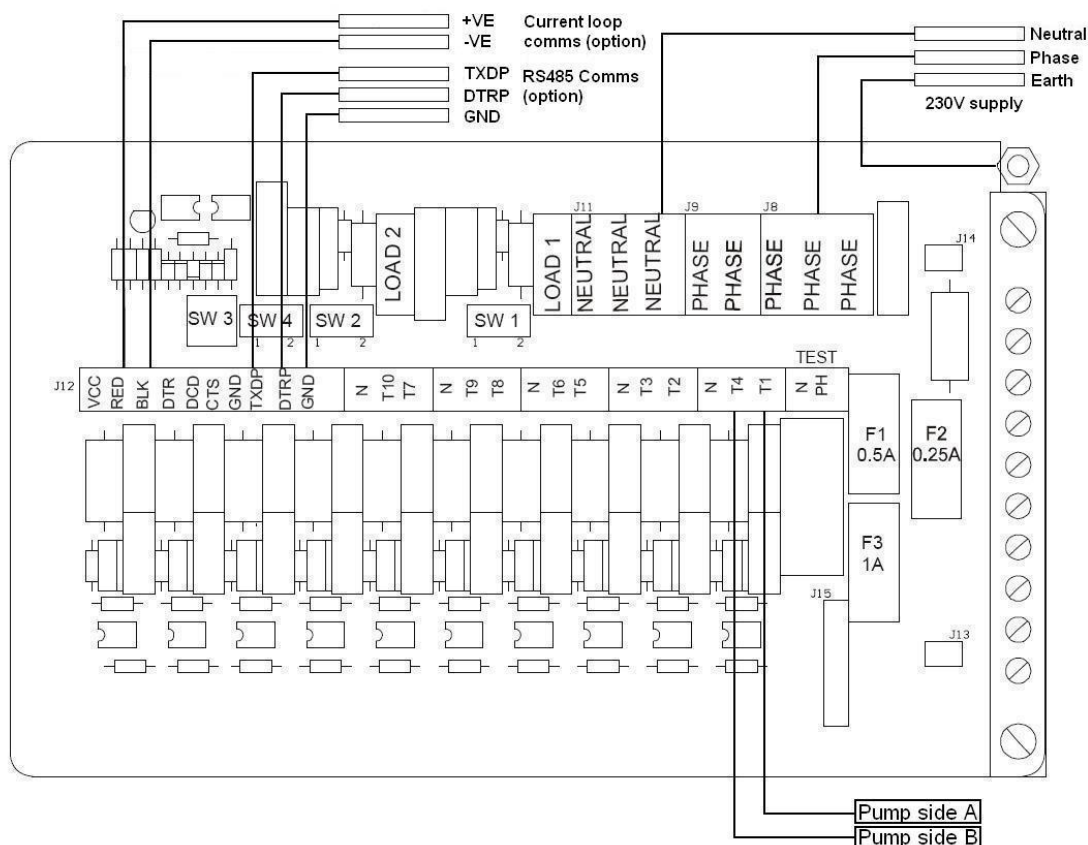 +VE Current loop
-VE comms (option)
TXDP RS485 Comms
DTRP (option)
GND
Neutral
Phase
Earth
230V supply
J11 J9 J8
LOAD 2
LOAD 1
NEUTRAL
NEUTRAL
NEUTRAL
PHASE
PHASE
PHASE
PHASE
PHASE
J14
SW 3
SW 4
1 2
SW 2
1 2
SW 1
1 2
TEST
J12
VCC
RED
BLK
DTR
DCD
CTS
GND
TXDP
DTRP
GND
N
T10
T7
N
T9
T8
N
T6
T5
N
T3
T2
N
T4
T1
N
PH
F1
0.5A
F2
0.25A
F3
1A
J15
J13
Pump side A
Pump side B